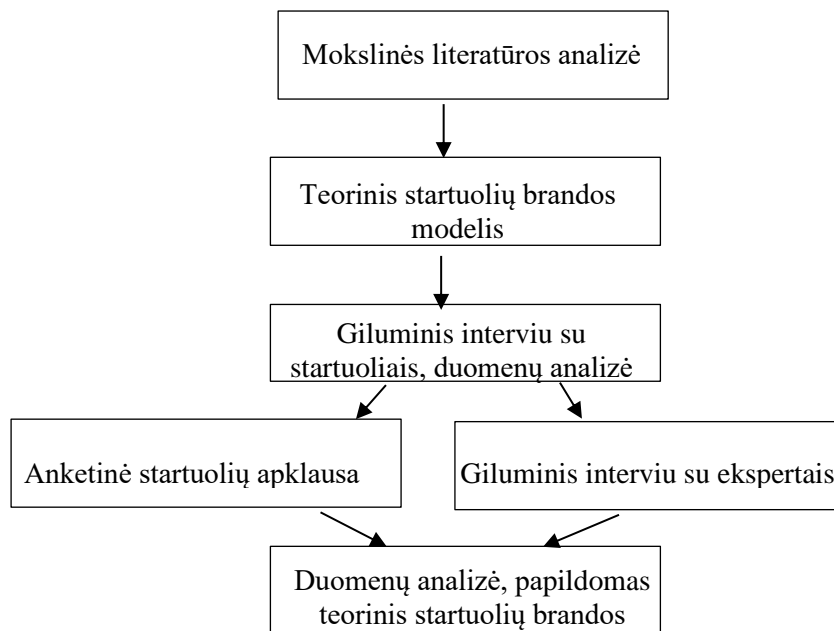 Mokslinės literatūros analizė
Teorinis startuolių brandos
modelis
Giluminis interviu su
startuoliais, duomenų analizė
Anketinė startuolių apklausa
Giluminis interviu su ekspertais
Duomenų analizė, papildomas
teorinis startuolių brandos